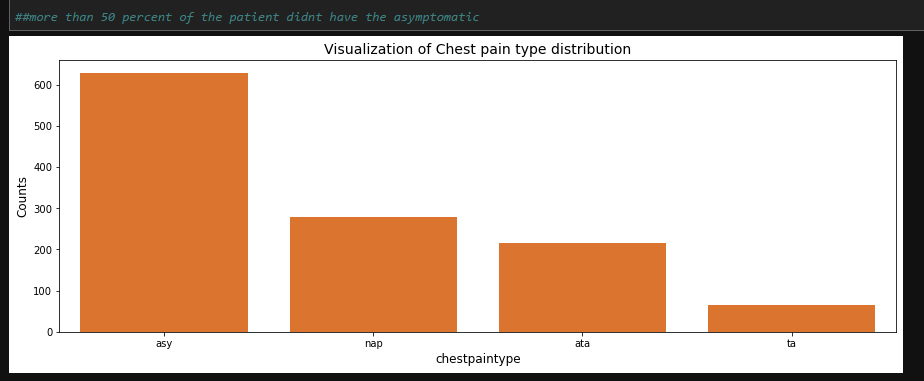 ##more than 50 percent of the patient didnt have the asymptomatic
Visualization of Chest pain type distribution
Counts
600
500
400
300
200
100
0
asy nap ata ta
chestpaintype